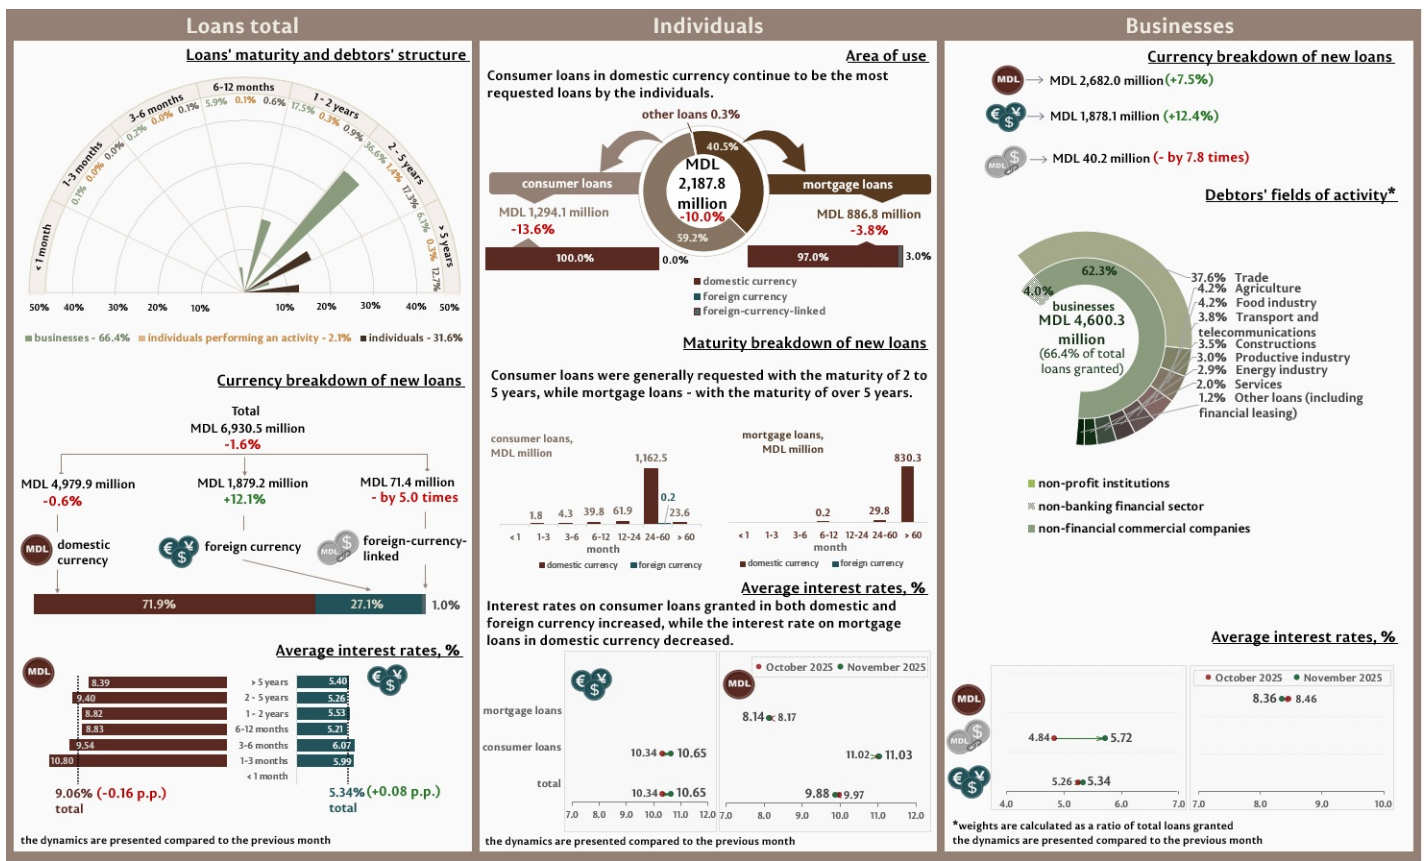 Loans total
Loans' maturity and debtors' structure
< 1 month
1-3 months
3-6 months
6-12 months
1 - 2 years
2 - 5 years
> 5 years
0.1%
0.0%
0.0%
0.2%
0.0%
0.1%
5.9%
0.1%
0.6%
17.5%
0.3%
0.9%
36.6%
1.4%
17.3%
6.1%
0.3%
12.7%
50% 40% 30% 20% 10% 10% 20% 30% 40% 50%
businesses - 66.4% individuals performing an activity - 2.1% individuals - 31.6%
Currency breakdown of new loans
Total
MDL 6,930.5 million
-1.6%
MDL 4,979.9 million
-0.6%
MDL 1,879.2 million
+12.1%
MDL 71.4 million
- by 5.0 times
MDL
domestic
currency
€ ¥ $
foreign currency
MDL $
foreign-currency-
linked
71.9% 27.1% 1.0%
Average interest rates, %
MDL
€ ¥ $
8.39 > 5 years 5.40
9.40 2 - 5 years 5.26
8.82 1 - 2 years 5.53
8.83 6-12 months 5.21
9.54 3-6 months 6.07
10.80 1-3 months 5.99
< 1 month
9.06% (-0.16 p.p.)
total
5.34% (+0.08 p.p.)
total
the dynamics are presented compared to the previous month
Individuals
Area of use
Consumer loans in domestic currency continue to be the most
requested loans by the individuals.
other loans 0.3%
40.5%
MDL
2,187.8
million
-10.0%
59.2%
consumer loans
MDL 1,294.1 million
-13.6%
mortgage loans
MDL 886.8 million
-3.8%
100.0% 0.0%
97.0% 3.0%
domestic currency
foreign currency
foreign-currency-linked
Maturity breakdown of new loans
Consumer loans were generally requested with the maturity of 2 to
5 years, while mortgage loans - with the maturity of over 5 years.
consumer loans,
MDL million
1.8 4.3 39.8 61.9 1,162.5 0.2 23.6
< 1 1-3 3-6 6-12 12-24 24-60 > 60
month
domestic currency foreign currency
mortgage loans,
MDL million
0.2 29.8 830.3
< 1 1-3 3-6 6-12 12-24 24-60 > 60
month
domestic currency foreign currency
Average interest rates, %
Interest rates on consumer loans granted in both domestic and
foreign currency increased, while the interest rate on mortgage
loans in domestic currency decreased.
€ ¥ $
MDL
October 2025 November 2025
mortgage loans
8.14 8.17
consumer loans
10.34 10.65
11.02 11.03
total
10.34 10.65
9.88 9.97
7.0 8.0 9.0 10.0 11.0 12.0
7.0 8.0 9.0 10.0 11.0 12.0
the dynamics are presented compared to the previous month
Businesses
Currency breakdown of new loans
MDL MDL 2,682.0 million (+7.5%)
€ ¥ $ MDL 1,878.1 million (+12.4%)
MDL $ MDL 40.2 million (- by 7.8 times)
Debtors' fields of activity*
62.3%
4.0%
businesses
MDL 4,600.3
million
(66.4% of total
loans granted)
37.6% Trade
4.2% Agriculture
4.2% Food industry
3.8% Transport and
telecommunications
3.5% Constructions
3.0% Productive industry
2.9% Energy industry
2.0% Services
1.2% Other loans (including
financial leasing)
non-profit institutions
non-banking financial sector
non-financial commercial companies
Average interest rates, %
October 2025 November 2025
MDL
8.36 8.46
MDL $
4.84 5.72
€ ¥ $
5.26 5.34
4.0 5.0 6.0 7.0
7.0 8.0 9.0 10.0
*weights are calculated as a ratio of total loans granted
the dynamics are presented compared to the previous month